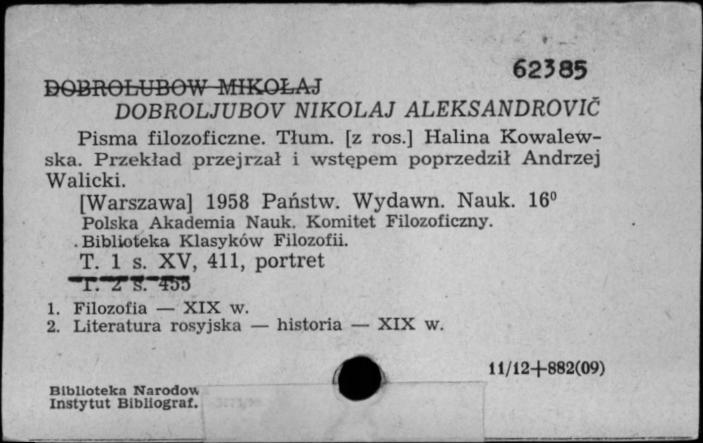 62385
DOBROLUBOW MIKOŁAJ
DOBROLJUBOV NIKOLAJ ALEKSANDROVIČ
Pisma filozoficzne. Tłum. [z ros.] Halina Kowalew-
ska. Przekład przejrzał i wstępem poprzedził Andrzej
Walicki.
[Warszawa] 1958 Państw. Wydawn. Nauk. 16⁰
Polska Akademia Nauk. Komitet Filozoficzny.
Biblioteka Klasyków Filozofii.
T. 1 s. XV, 411, portret
T. 2 s. 455
1. Filozofia — XIX w.
2. Literatura rosyjska — historia — XIX w.
11/12+882(09)
Biblioteka Narodow
Instytut Bibliograf.